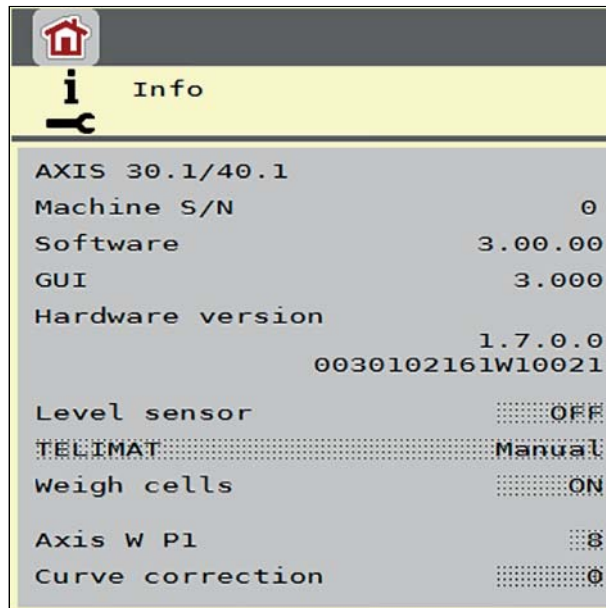 Info
AXIS 30.1/40.1
Machine S/N 0
Software 3.00.00
GUI 3.000
Hardware version
1.7.0.0
0030102161W10021
Level sensor OFF
TELIMAT Manual
Weigh cells ON
Axis W P1 8
Curve correction 0